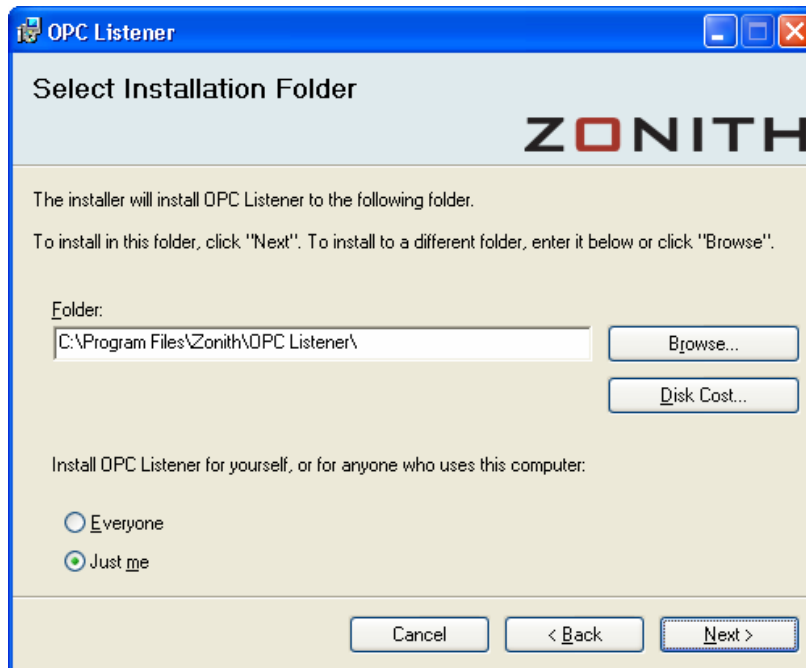 OPC Listener
Select Installation Folder
ZONITH
The installer will install OPC Listener to the following folder.
To install in this folder, click "Next". To install to a different folder, enter it below or click "Browse".
Folder:
C:\Program Files\Zonith\OPC Listener\
Browse...
Disk Cost...
Install OPC Listener for yourself, or for anyone who uses this computer:
Everyone
Just me
Cancel
< Back
Next >